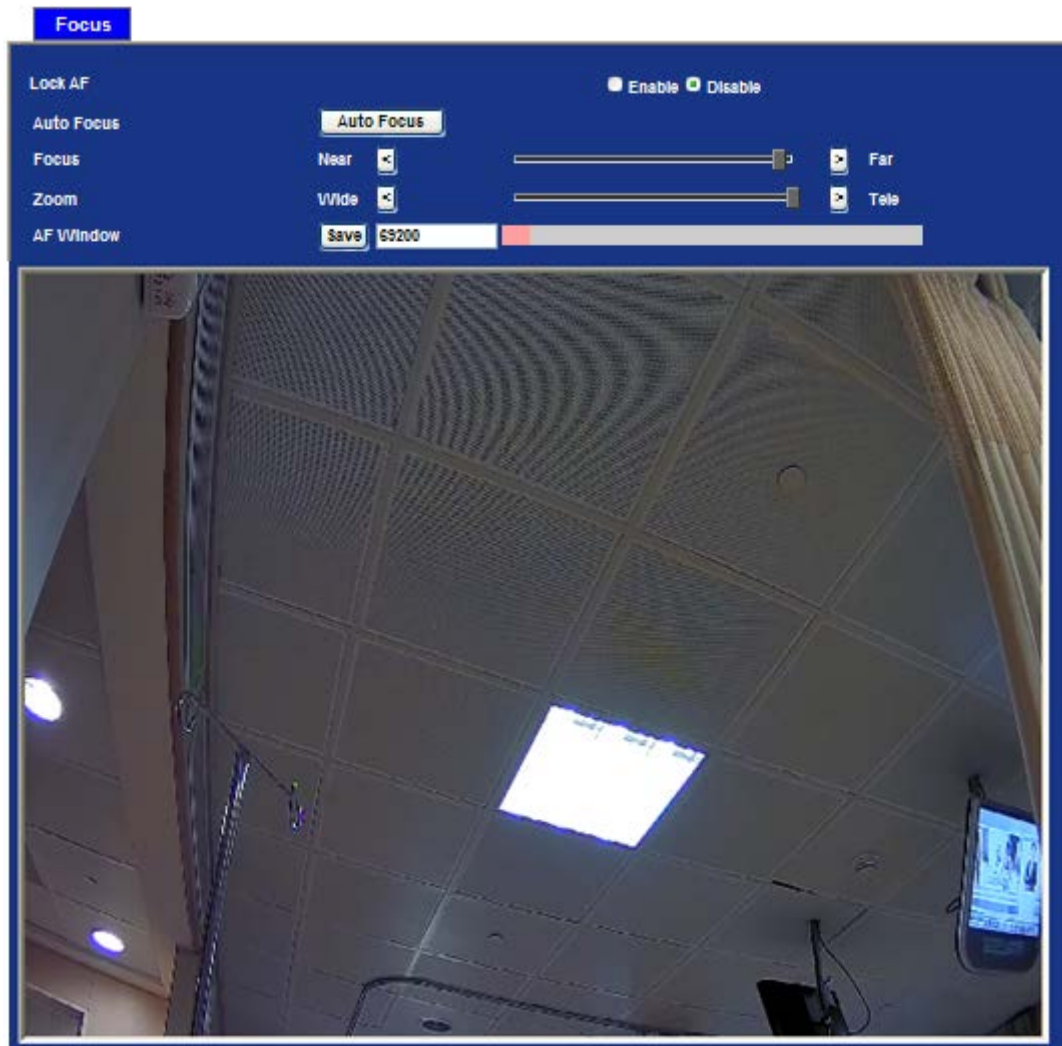 Focus
Lock AF Enable Disable
Auto Focus Auto Focus
Focus Near < > Far
Zoom Wide < > Tele
AF Window Save 69200